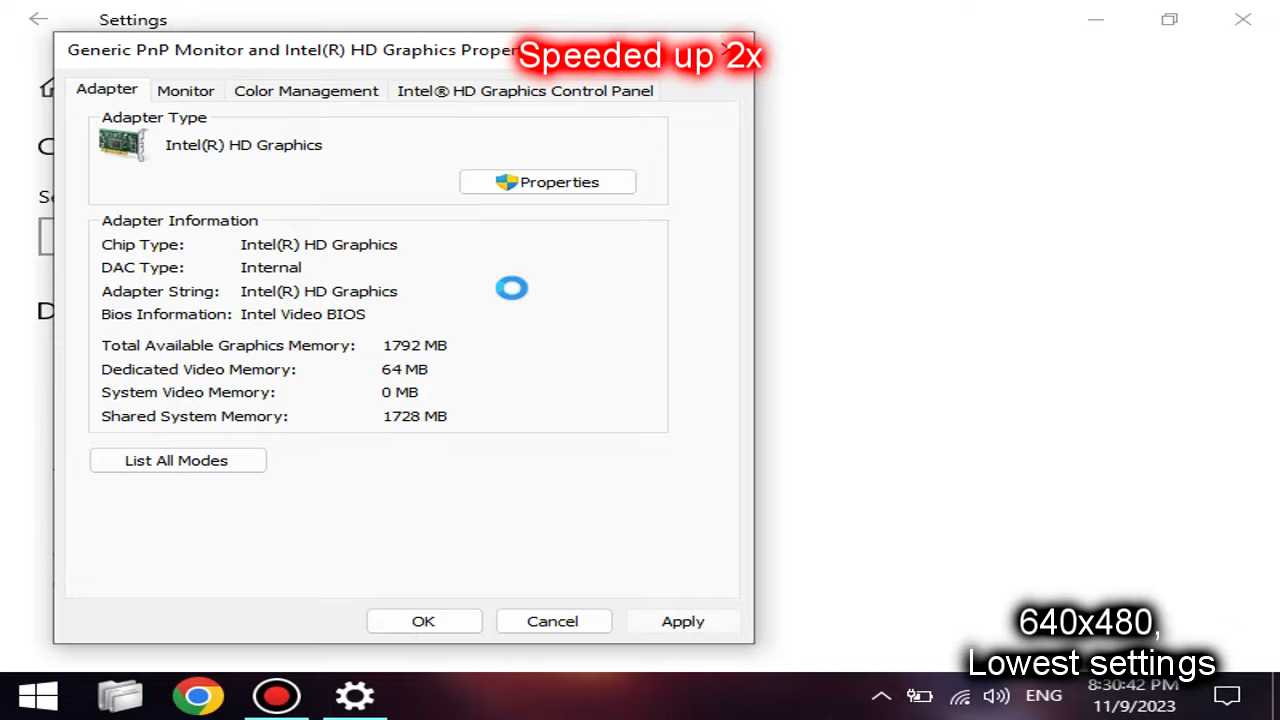 Settings
Generic PnP Monitor and Intel(R) HD Graphics Prope
Speeded up 2x
Adapter
Monitor
Color Management
Intel® HD Graphics Control Panel
Adapter Type
Intel(R) HD Graphics
Properties
Adapter Information
Chip Type: Intel(R) HD Graphics
DAC Type: Internal
Adapter String: Intel(R) HD Graphics
Bios Information: Intel Video BIOS
Total Available Graphics Memory: 1792 MB
Dedicated Video Memory: 64 MB
System Video Memory: 0 MB
Shared System Memory: 1728 MB
List All Modes
OK
Cancel
Apply
640x480,
Lowest settings
ENG
8:30:42 PM
11/9/2023